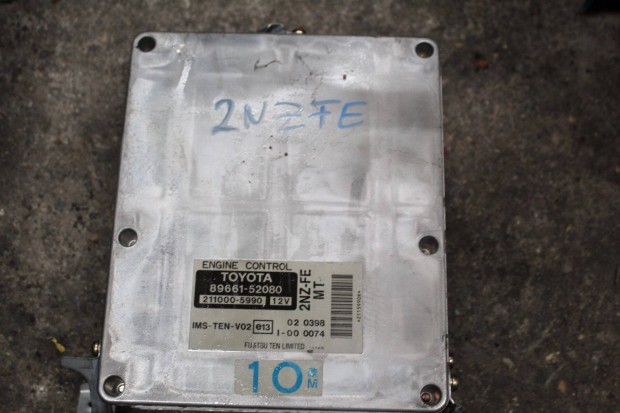 2NZFE
ENGINE CONTROL
TOYOTA
89661-52080
211000-5990 12V
2NZ-FE
MT
IMS-TEN-V02 e13 02 0398
I-00 0074
FUJITSU TEN LIMITED
10